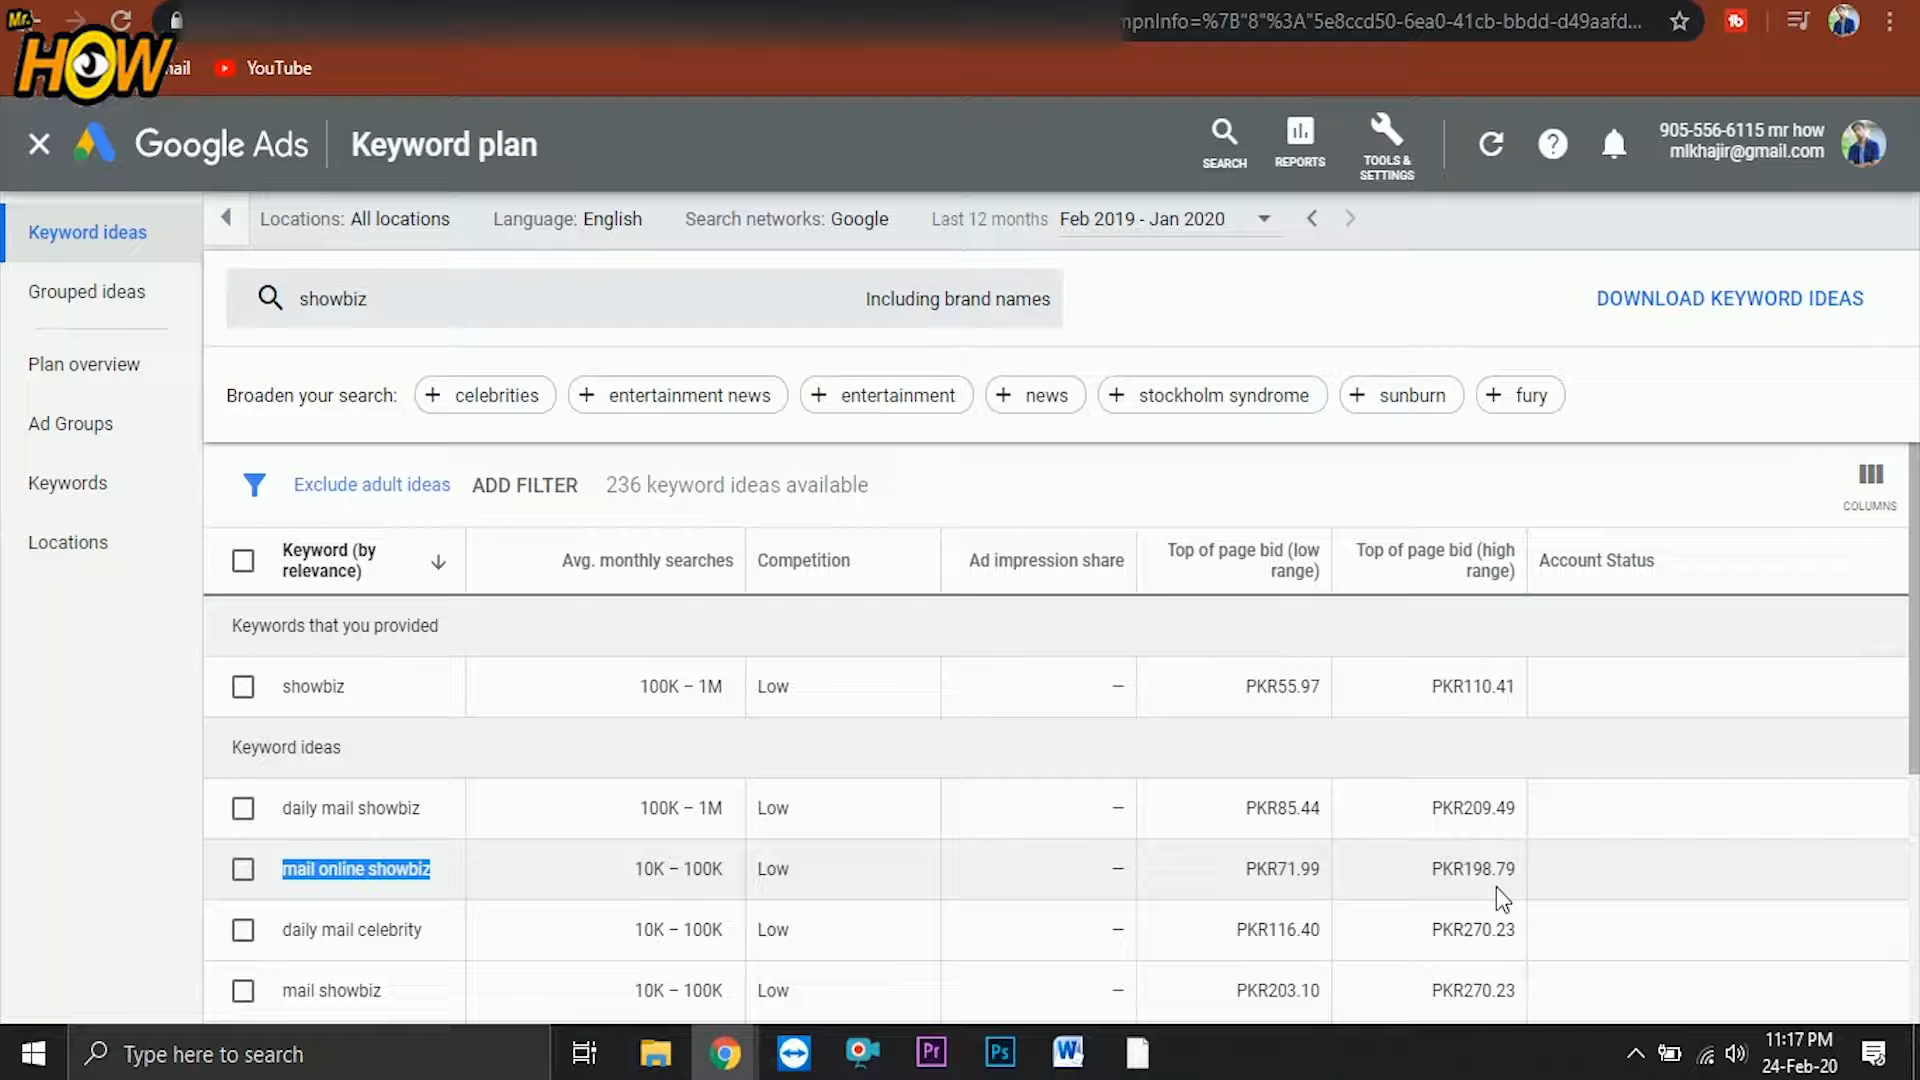 Mr.
HOW
mpnInfo=%7B"8"%3A"5e8ccd50-6ea0-41cb-bbdd-d49aafd...
YouTube
Google Ads Keyword plan
SEARCH
REPORTS
TOOLS &
SETTINGS
905-556-6115 mr how
mlkhajir@gmail.com
Keyword ideas
Grouped ideas
Plan overview
Ad Groups
Keywords
Locations
Locations: All locations Language: English Search networks: Google Last 12 months Feb 2019 - Jan 2020
showbiz Including brand names
DOWNLOAD KEYWORD IDEAS
Broaden your search: + celebrities + entertainment news + entertainment + news + stockholm syndrome + sunburn + fury
Exclude adult ideas ADD FILTER 236 keyword ideas available
COLUMNS
Keyword (by relevance) Avg. monthly searches Competition Ad impression share Top of page bid (low range) Top of page bid (high range) Account Status
Keywords that you provided
showbiz 100K – 1M Low – PKR55.97 PKR110.41
Keyword ideas
daily mail showbiz 100K – 1M Low – PKR85.44 PKR209.49
mail online showbiz 10K – 100K Low – PKR71.99 PKR198.79
daily mail celebrity 10K – 100K Low – PKR116.40 PKR270.23
mail showbiz 10K – 100K Low – PKR203.10 PKR270.23
Type here to search
Pr
Ps
W
11:17 PM
24-Feb-20